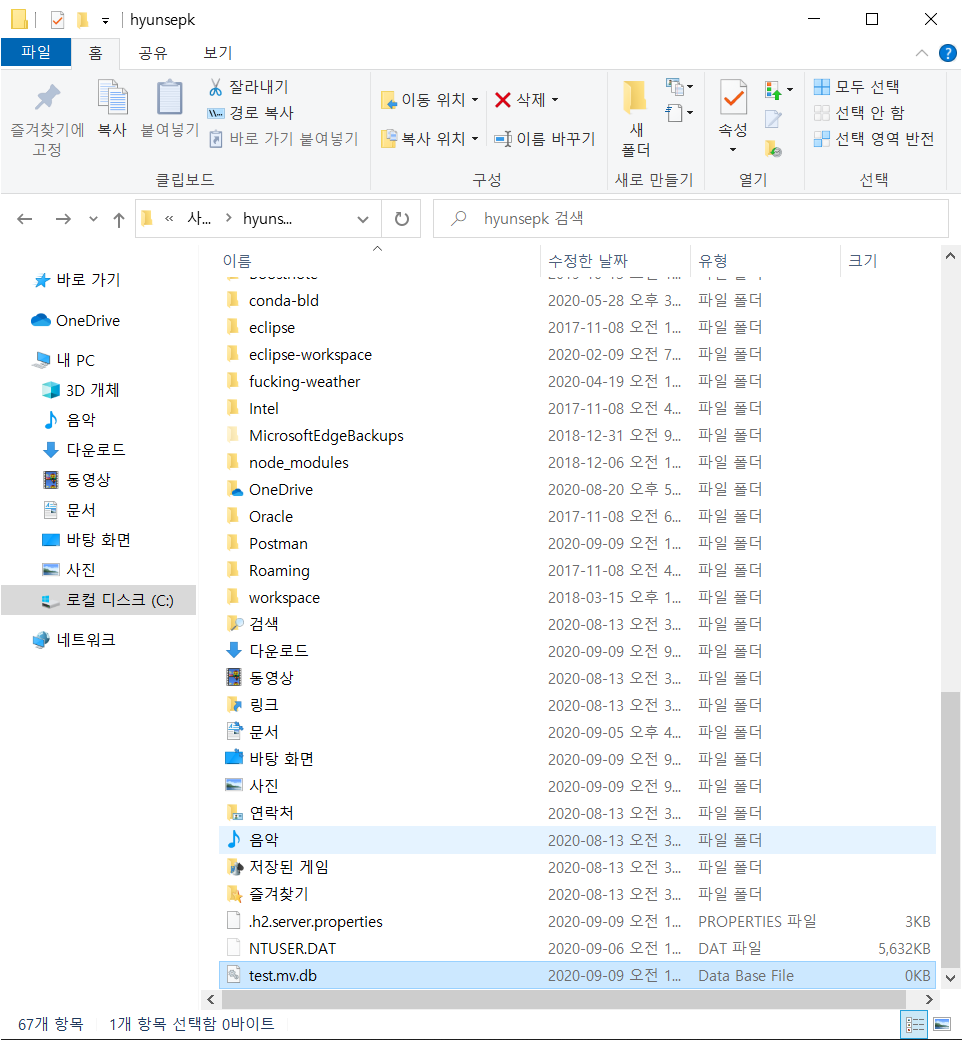 hyunsepk
파일 홈 공유 보기
즐겨찾기에 고정
복사
붙여넣기
잘라내기
경로 복사
바로 가기 붙여넣기
클립보드
이동 위치
복사 위치
삭제
이름 바꾸기
구성
새 폴더
새로 만들기
속성
열기
모두 선택
선택 안 함
선택 영역 반전
선택
« 사... > hyuns...
hyunsepk 검색
바로 가기
OneDrive
내 PC
3D 개체
음악
다운로드
동영상
문서
바탕 화면
사진
로컬 디스크 (C:)
네트워크
이름 수정한 날짜 유형 크기
conda-bld 2020-05-28 오후 3... 파일 폴더
eclipse 2017-11-08 오전 1... 파일 폴더
eclipse-workspace 2020-02-09 오전 7... 파일 폴더
fucking-weather 2020-04-19 오전 1... 파일 폴더
Intel 2017-11-08 오전 4... 파일 폴더
MicrosoftEdgeBackups 2018-12-31 오전 9... 파일 폴더
node_modules 2018-12-06 오전 1... 파일 폴더
OneDrive 2020-08-20 오후 5... 파일 폴더
Oracle 2017-11-08 오전 6... 파일 폴더
Postman 2020-09-09 오전 1... 파일 폴더
Roaming 2017-11-08 오전 4... 파일 폴더
workspace 2018-03-15 오후 1... 파일 폴더
검색 2020-08-13 오전 3... 파일 폴더
다운로드 2020-09-09 오전 9... 파일 폴더
동영상 2020-08-13 오전 3... 파일 폴더
링크 2020-08-13 오전 3... 파일 폴더
문서 2020-09-05 오후 4... 파일 폴더
바탕 화면 2020-09-09 오전 9... 파일 폴더
사진 2020-09-09 오전 9... 파일 폴더
연락처 2020-08-13 오전 3... 파일 폴더
음악 2020-08-13 오전 3... 파일 폴더
저장된 게임 2020-08-13 오전 3... 파일 폴더
즐겨찾기 2020-08-13 오전 3... 파일 폴더
.h2.server.properties 2020-09-09 오전 1... PROPERTIES 파일 3KB
NTUSER.DAT 2020-09-06 오전 1... DAT 파일 5,632KB
test.mv.db 2020-09-09 오전 1... Data Base File 0KB
67개 항목 1개 항목 선택함 0바이트